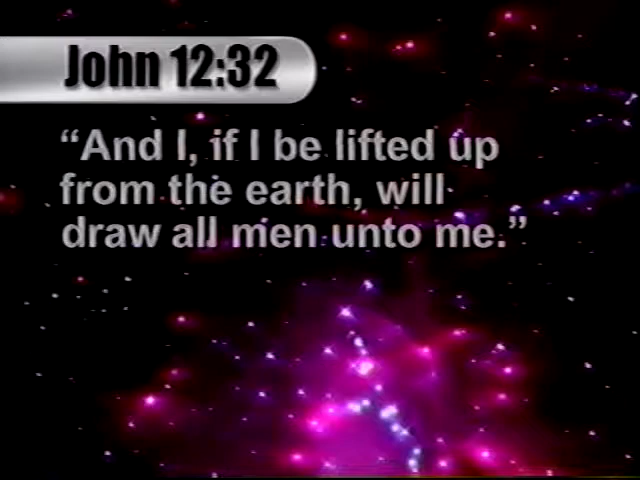 John 12:32
“And I, if I be lifted up
from the earth, will
draw all men unto me.”